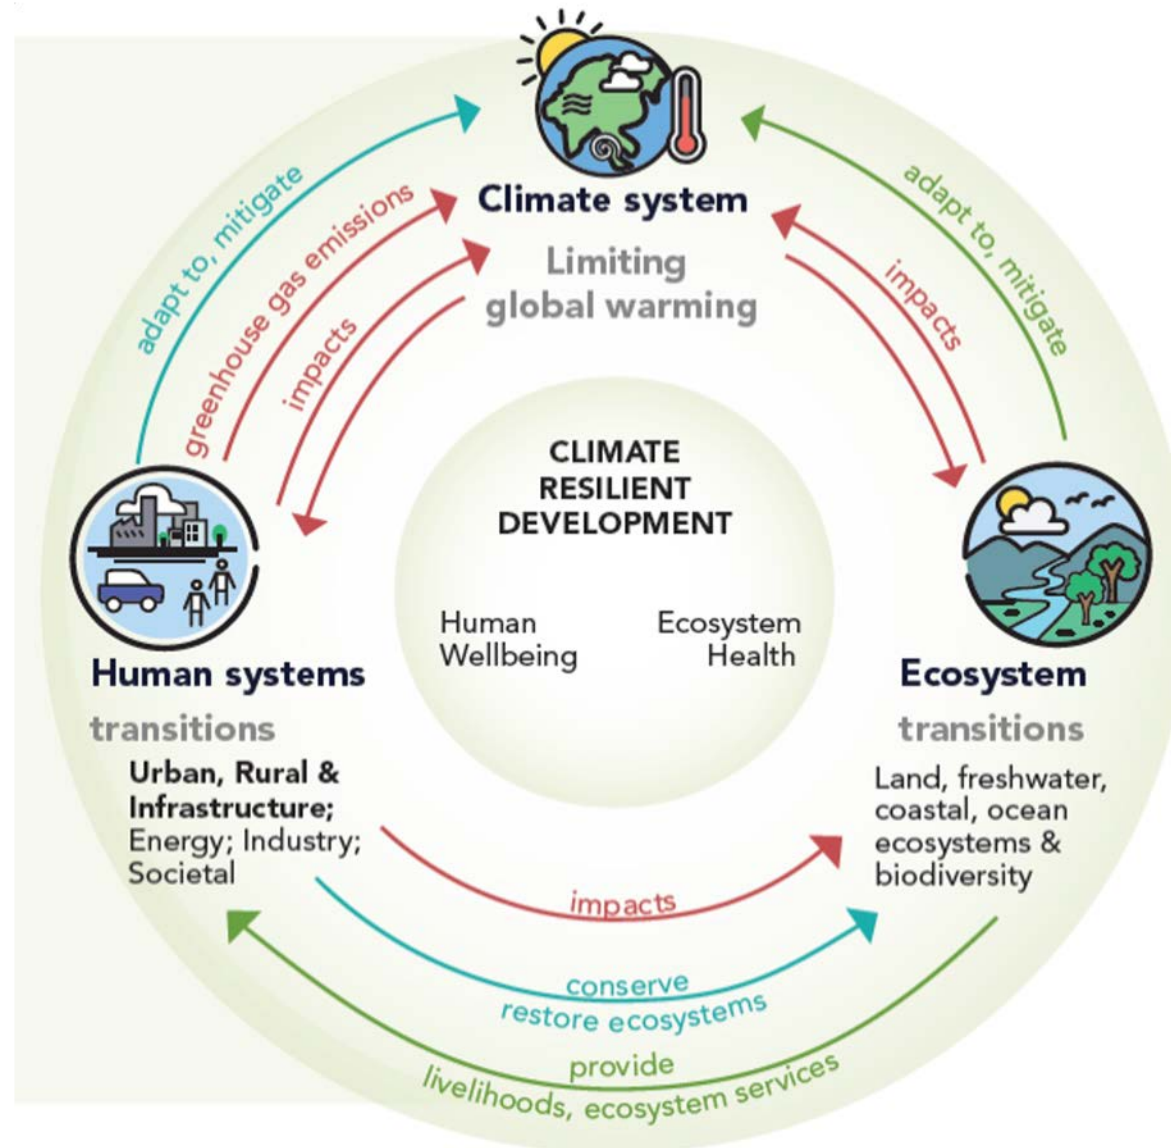 adapt to, mitigate
greenhouse gas emissions
impacts
Climate system
Limiting
global warming
impacts
adapt to, mitigate
CLIMATE
RESILIENT
DEVELOPMENT
Human
Wellbeing
Ecosystem
Health
Human systems
transitions
Urban, Rural &
Infrastructure;
Energy; Industry;
Societal
Ecosystem
transitions
Land, freshwater,
coastal, ocean
ecosystems &
biodiversity
impacts
conserve
restore ecosystems
provide
livelihoods, ecosystem services